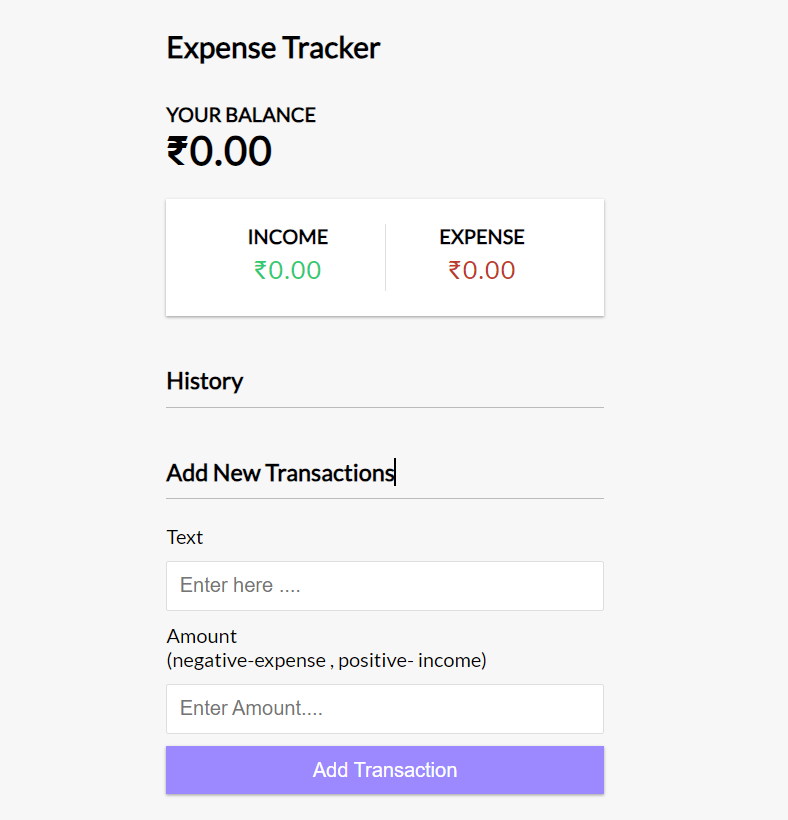 Expense Tracker
YOUR BALANCE
₹0.00
INCOME EXPENSE
₹0.00 ₹0.00
History
Add New Transactions
Text
Enter here ....
Amount
(negative-expense , positive- income)
Enter Amount....
Add Transaction